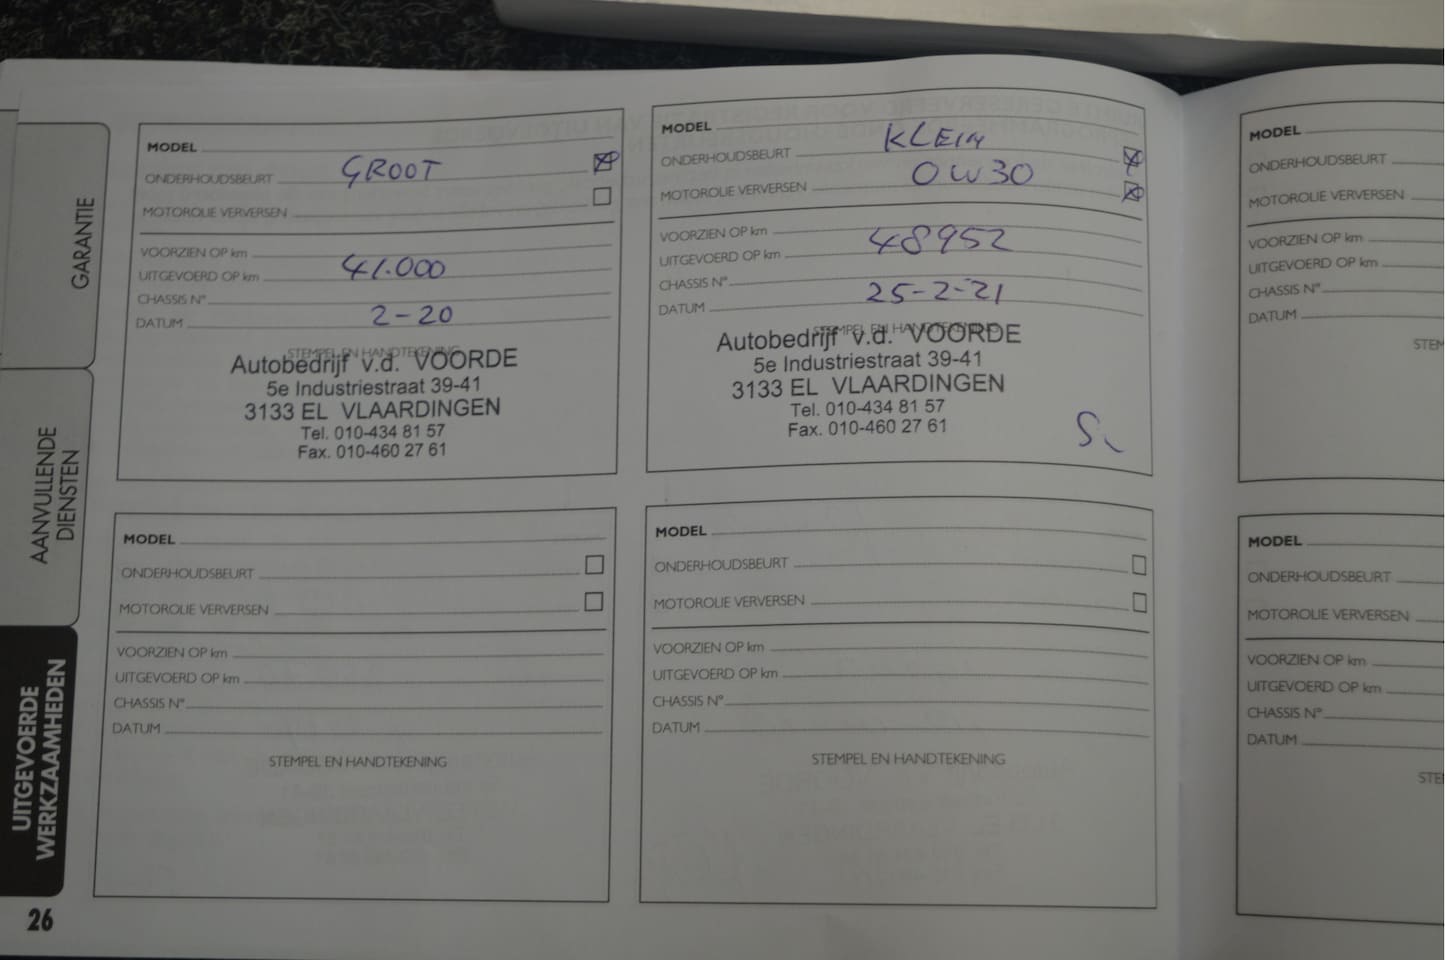 GARANTIE
AANVULLENDE
DIENSTEN
UITGEVOERDE
WERKZAAMHEDEN
26
MODEL
ONDERHOUDSBEURT GROOT
MOTOROLIE VERVERSEN
VOORZIEN OP km
UITGEVOERD OP km 41.000
CHASSIS N°
DATUM 2-20
STEMPEL EN HANDTEKENING
Autobedrijf v.d. VOORDE
5e Industriestraat 39-41
3133 EL VLAARDINGEN
Tel. 010-434 81 57
Fax. 010-460 27 61
MODEL
ONDERHOUDSBEURT KLEIN
MOTOROLIE VERVERSEN 0W30
VOORZIEN OP km
UITGEVOERD OP km 48952
CHASSIS N°
DATUM 25-2-21
STEMPEL EN HANDTEKENING
Autobedrijf v.d. VOORDE
5e Industriestraat 39-41
3133 EL VLAARDINGEN
Tel. 010-434 81 57
Fax. 010-460 27 61
MODEL
ONDERHOUDSBEURT
MOTOROLIE VERVERSEN
VOORZIEN OP km
UITGEVOERD OP km
CHASSIS N°
DATUM
STEM
MODEL
ONDERHOUDSBEURT
MOTOROLIE VERVERSEN
VOORZIEN OP km
UITGEVOERD OP km
CHASSIS N°
DATUM
STEMPEL EN HANDTEKENING
MODEL
ONDERHOUDSBEURT
MOTOROLIE VERVERSEN
VOORZIEN OP km
UITGEVOERD OP km
CHASSIS N°
DATUM
STEMPEL EN HANDTEKENING
MODEL
ONDERHOUDSBEURT
MOTOROLIE VERVERSEN
VOORZIEN OP km
UITGEVOERD OP km
CHASSIS N°
DATUM
STE